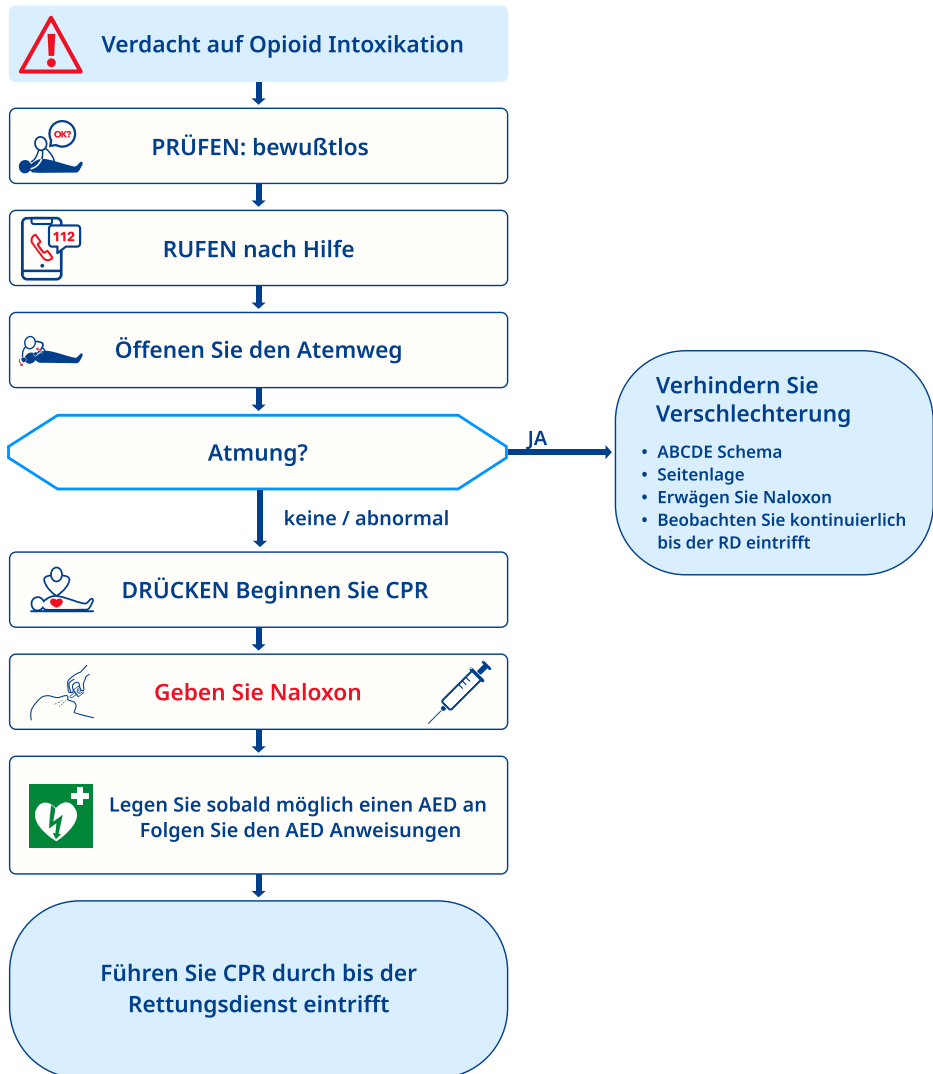 Verdacht auf Opioid Intoxikation
OK?
PRÜFEN: bewußtlos
112
RUFEN nach Hilfe
Öffenen Sie den Atemweg
Atmung?
JA
Verhindern Sie
Verschlechterung
• ABCDE Schema
• Seitenlage
• Erwägen Sie Naloxon
• Beobachten Sie kontinuierlich
bis der RD eintrifft
keine / abnormal
DRÜCKEN Beginnen Sie CPR
Geben Sie Naloxon
Legen Sie sobald möglich einen AED an
Folgen Sie den AED Anweisungen
Führen Sie CPR durch bis der
Rettungsdienst eintrifft